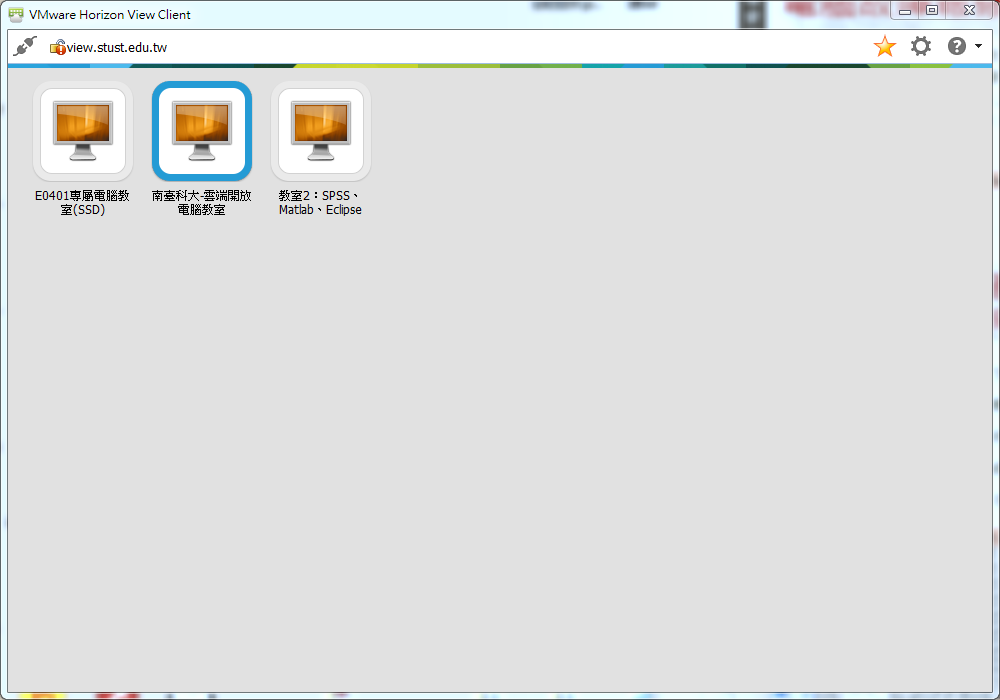 VMware Horizon View Client
view.stust.edu.tw
E0401專屬電腦教
室(SSD)
南臺科大-雲端開放
電腦教室
教室2：SPSS、
Matlab、Eclipse